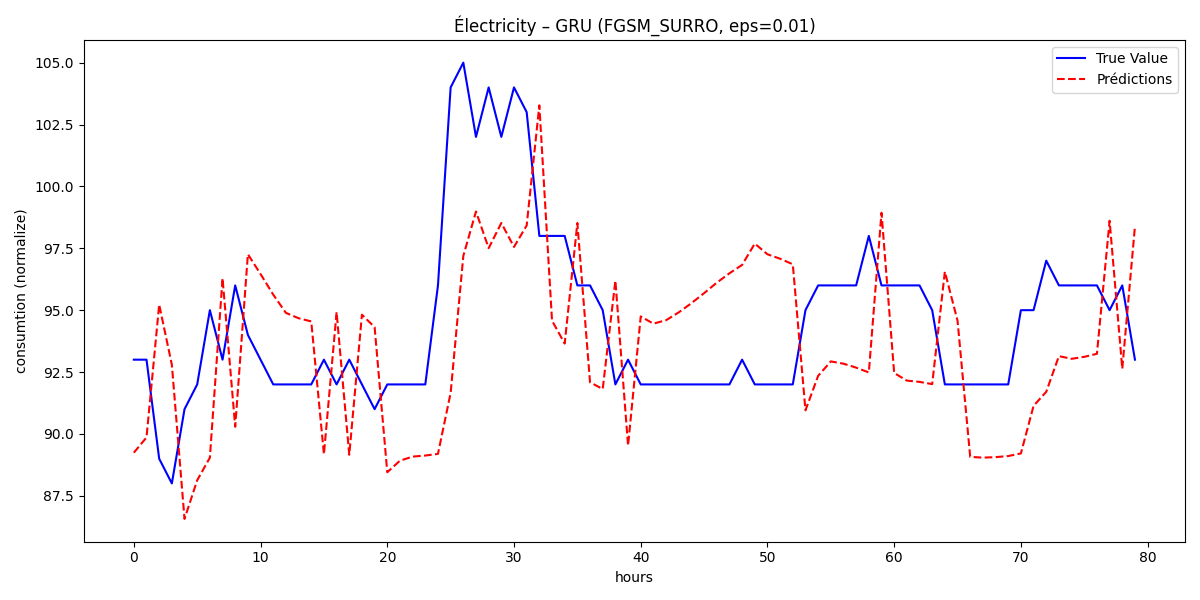 Électricity – GRU (FGSM_SURRO, eps=0.01)
True Value
Prédictions
consumtion (normalize)
105.0
102.5
100.0
97.5
95.0
92.5
90.0
87.5
0 10 20 30 40 50 60 70 80
hours